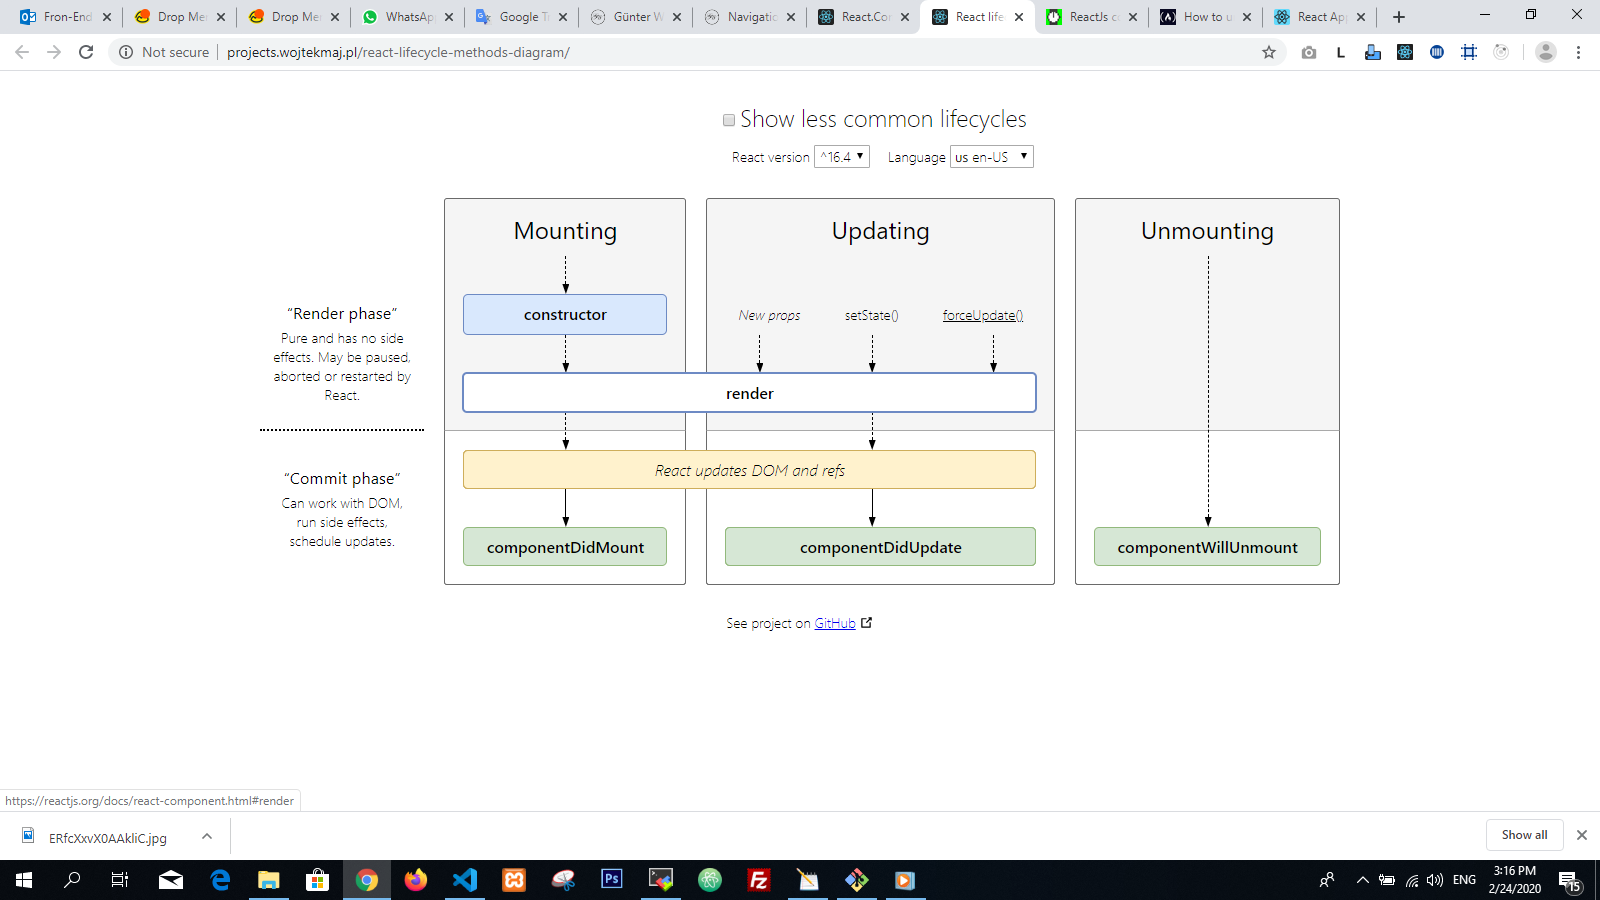 Fron-End
Drop Me
Drop Me
WhatsAp
Google T
Günter W
Navigatio
React.Co
React life
ReactJs c
How to u
React Ap
Not secure
projects.wojtekmaj.pl/react-lifecycle-methods-diagram/
L
Show less common lifecycles
React version ^16.4 Language us en-US
Mounting
Updating
Unmounting
"Render phase"
Pure and has no side
effects. May be paused,
aborted or restarted by
React.
constructor
New props
setState()
forceUpdate()
render
React updates DOM and refs
"Commit phase"
Can work with DOM,
run side effects,
schedule updates.
componentDidMount
componentDidUpdate
componentWillUnmount
See project on GitHub
https://reactjs.org/docs/react-component.html#render
ERfcXxvX0AAkliC.jpg
Show all
Ps
ENG
3:16 PM
2/24/2020
15